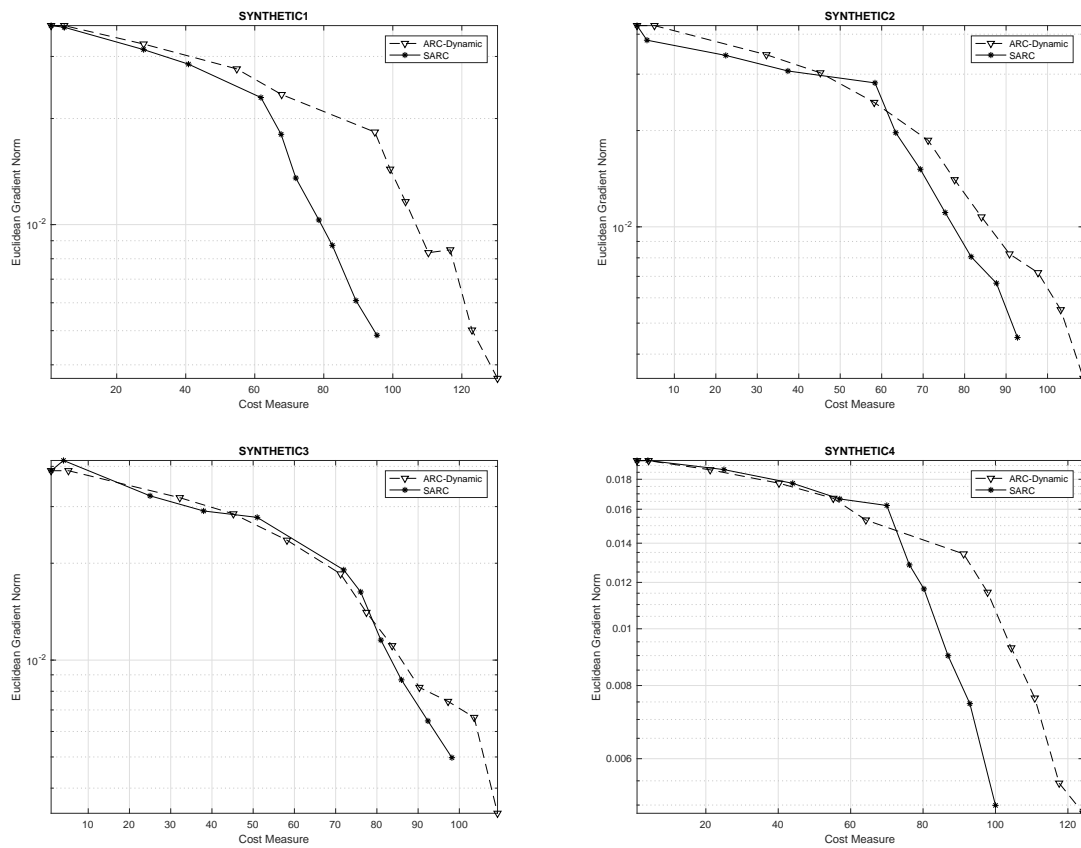 SYNTHETIC1
ARC-Dynamic
SARC
Euclidean Gradient Norm
10-2
20 40 60 80 100 120
Cost Measure
SYNTHETIC2
ARC-Dynamic
SARC
Euclidean Gradient Norm
10-2
10 20 30 40 50 60 70 80 90 100
Cost Measure
SYNTHETIC3
ARC-Dynamic
SARC
Euclidean Gradient Norm
10-2
10 20 30 40 50 60 70 80 90 100
Cost Measure
SYNTHETIC4
ARC-Dynamic
SARC
Euclidean Gradient Norm
0.018
0.016
0.014
0.012
0.01
0.008
0.006
20 40 60 80 100 120
Cost Measure